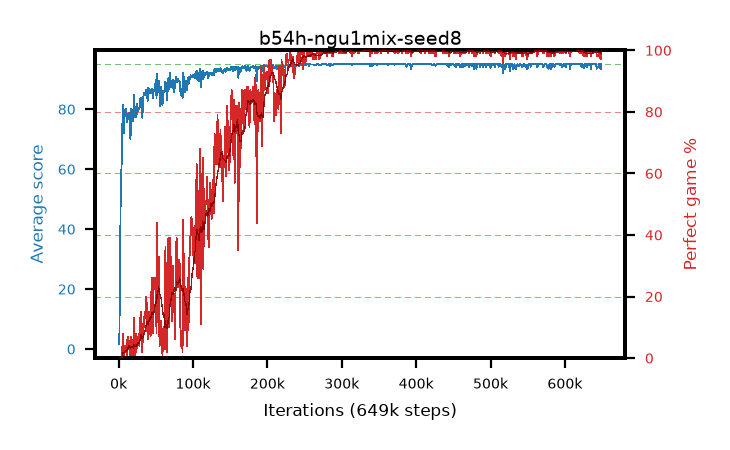 b54h-ngu1mix-seed8
100
80
80
60
60
40
40
20
20
0
0
Average score
Perfect game %
0k 100k 200k 300k 400k 500k 600k
Iterations (649k steps)